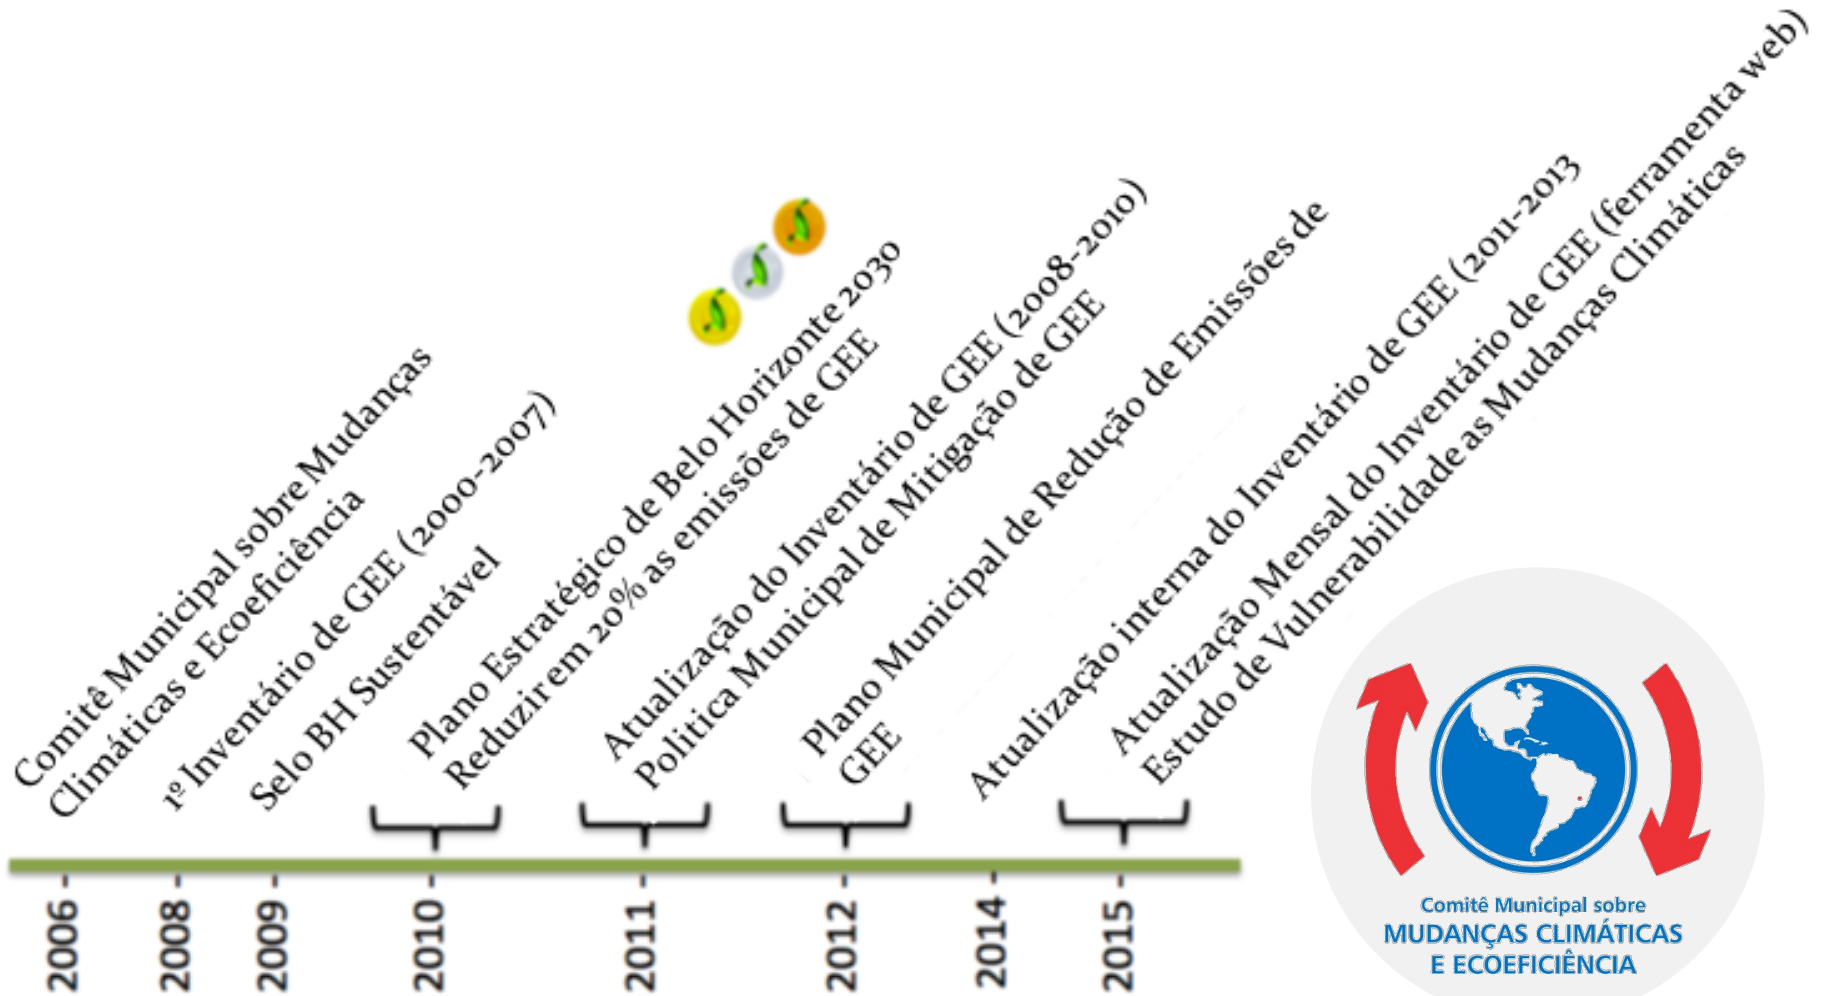 Comitê Municipal sobre Mudanças
Climáticas e Ecoeficiência
1º Inventário de GEE (2000-2007)
Selo BH Sustentável
Plano Estratégico de Belo Horizonte 2030
Reduzir em 20% as emissões de GEE
Atualização do Inventário de GEE (2008-2010)
Politica Municipal de Mitigação de GEE
Plano Municipal de Redução de Emissões de
GEE
Atualização interna do Inventário de GEE (2011-2013
Atualização Mensal do Inventário de GEE (ferramenta web)
Estudo de Vulnerabilidade as Mudanças Climáticas
2006
2008
2009
2010
2011
2012
2014
2015
Comitê Municipal sobre
MUDANÇAS CLIMÁTICAS
E ECOEFICIÊNCIA